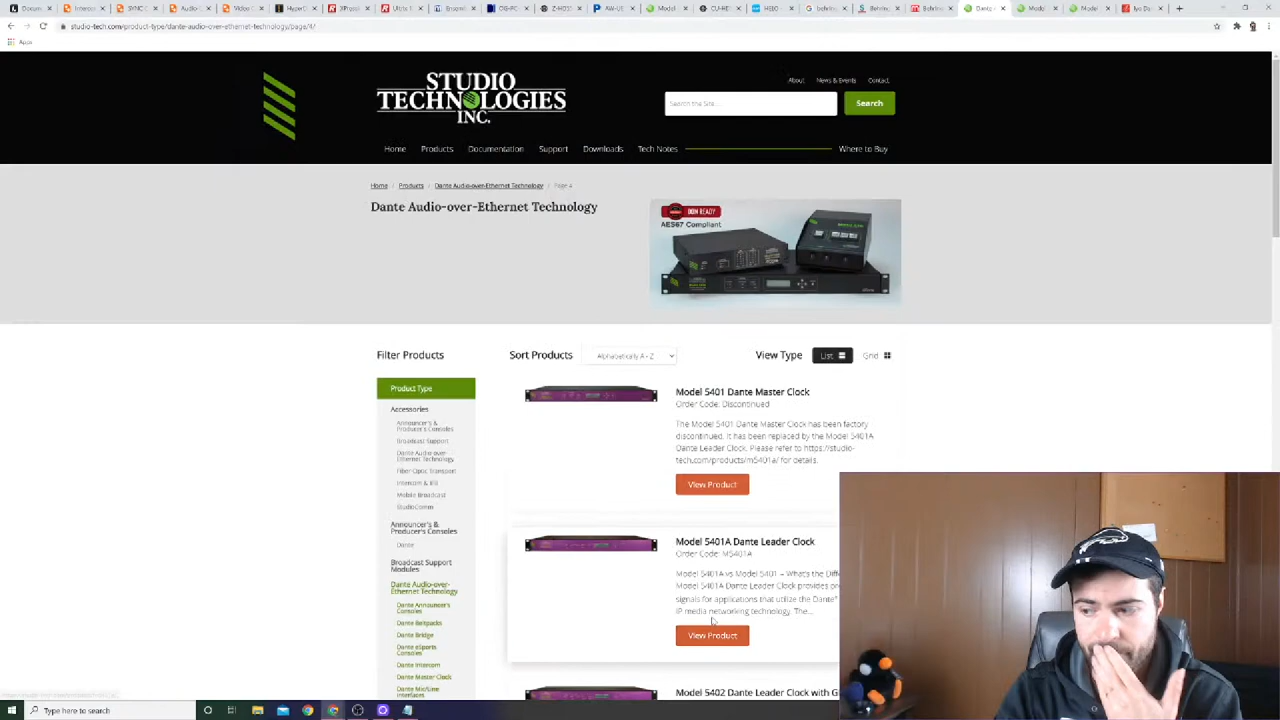 studio-tech.com/product-type/dante-audio-over-ethernet-technology/page/4/
Apps
STUDIO
TECHNOLOGIES
INC.
About
News & Events
Contact
Search the Site...
Search
Home
Products
Documentation
Support
Downloads
Tech Notes
Where to Buy
Home / Products / Dante Audio-over-Ethernet Technology / Page 4
Dante Audio-over-Ethernet Technology
DDM READY
AES67 Compliant
Filter Products
Sort Products
Alphabetically A - Z
View Type
List
Grid
Product Type
Accessories
Announcer's &
Producer's Consoles
Broadcast Support
Dante Audio-over-
Ethernet Technology
Fiber-Optic Transport
Intercom & IFB
Mobile Broadcast
StudioComm
Announcer's &
Producer's Consoles
Dante
Broadcast Support
Modules
Dante Audio-over-
Ethernet Technology
Dante Announcer's
Consoles
Dante Beltpacks
Dante Bridge
Dante eSports
Consoles
Dante Intercom
Dante Master Clock
Dante Mic/Line
Interfaces
Model 5401 Dante Master Clock
Order Code: Discontinued
The Model 5401 Dante Master Clock has been factory
discontinued. It has been replaced by the Model 5401A
Dante Leader Clock. Please refer to https://studio-
tech.com/products/m5401a/ for details.
View Product
Model 5401A Dante Leader Clock
Order Code: M5401A
Model 5401A vs Model 5401 – What's the Diff
Model 5401A Dante Leader Clock provides pr
signals for applications that utilize the Dante
IP media networking technology. The...
View Product
Model 5402 Dante Leader Clock with G
Type here to search